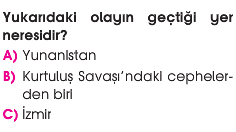 Yukarıdaki olayın geçtiği yer
neresidir?
A) Yunanistan
B) Kurtuluş Savaşı'ndaki cepheler-
den biri
C) İzmir